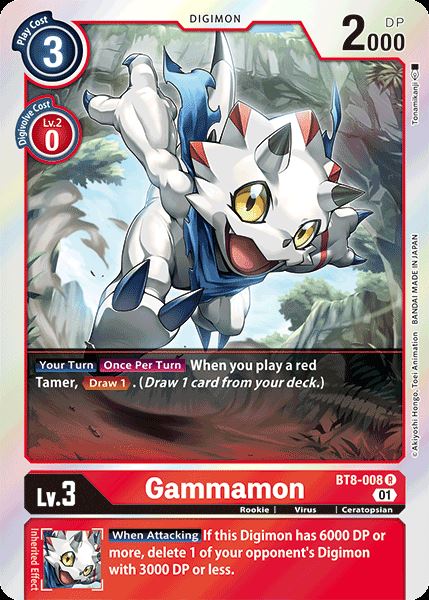 Play Cost
3
DIGIMON
DP
2000
Digivolve Cost
Lv.2
0
Tonamikanji
©Akiyoshi Hongo, Toei Animation BANDAI MADE IN JAPAN
Your Turn Once Per Turn When you play a red
Tamer, Draw 1 . (Draw 1 card from your deck.)
BT8-008 R
01
Lv.3
Gammamon
Rookie | Virus | Ceratopsian
Inherited Effect
When Attacking If this Digimon has 6000 DP or
more, delete 1 of your opponent's Digimon
with 3000 DP or less.